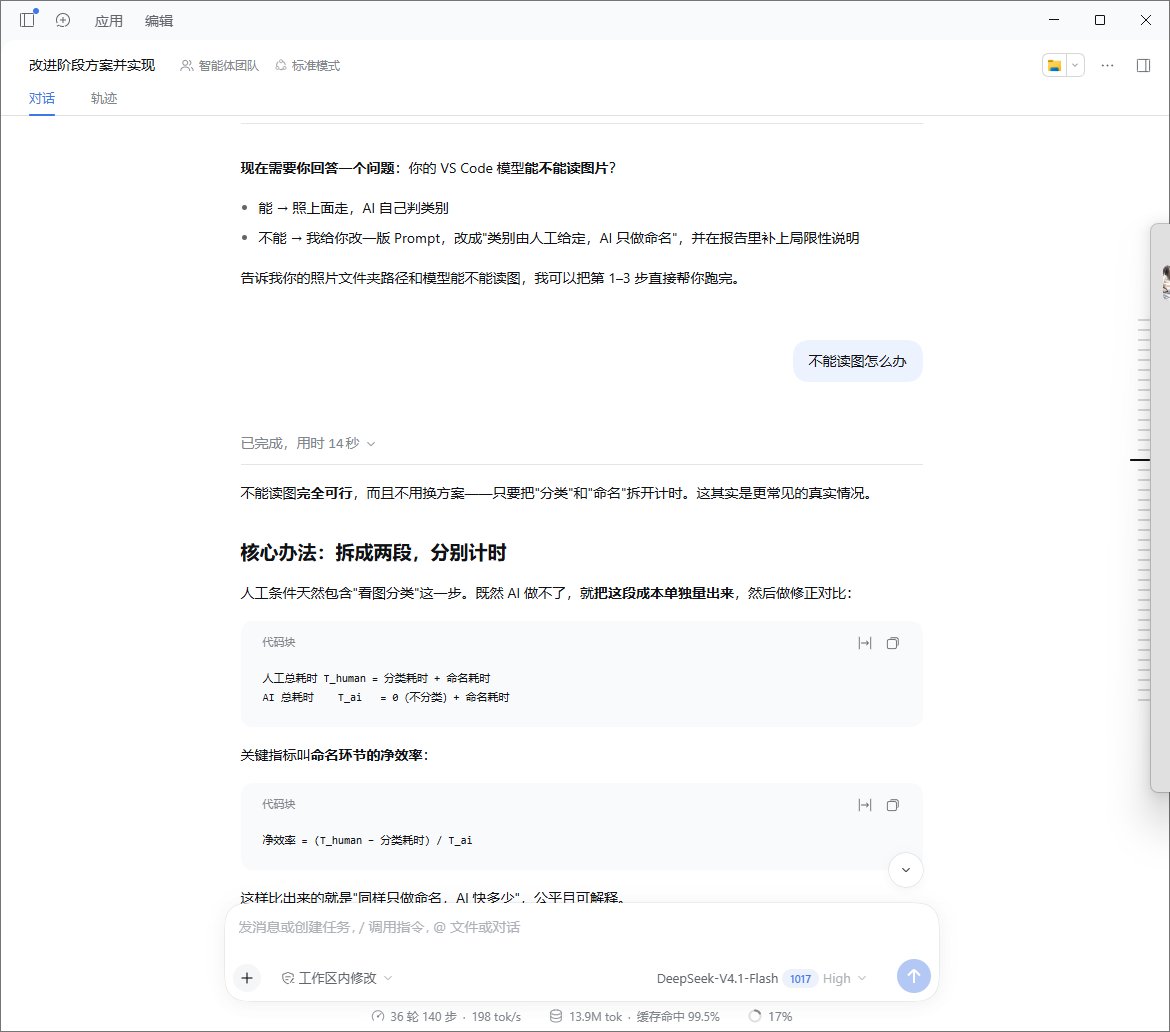 应用 编辑
改进阶段方案并实现 智能体团队 标准模式
对话 轨迹
现在需要你回答一个问题：你的 VS Code 模型能不能读图片？
能 → 照上面走，AI 自己判类别
不能 → 我给你改一版 Prompt，改成"类别由人工给定，AI 只做命名"，并在报告里补上局限性说明
告诉我你的照片文件夹路径和模型能不能读图，我可以把第 1–3 步直接帮你跑完。
不能读图怎么办
已完成，用时 14秒
不能读图完全可行，而且不用换方案——只要把"分类"和"命名"拆开计时。这其实是更常见的真实情况。
核心办法：拆成两段，分别计时
人工条件天然包含"看图分类"这一步。既然 AI 做不了，就把这段成本单独量出来，然后做修正对比：
代码块
人工总耗时 T_human = 分类耗时 + 命名耗时
AI 总耗时 T_ai = 0（不分类）+ 命名耗时
关键指标叫命名环节的净效率：
代码块
净效率 = (T_human - 分类耗时) / T_ai
这样比出来的就是"同样只做命名，AI 快多少"，公平且可解释。
发消息或创建任务，/ 调用指令，@ 文件或对话
工作区内修改 DeepSeek-V4.1-Flash 1017 High
36 轮 140 步 · 198 tok/s 13.9M tok · 缓存命中 99.5% 17%